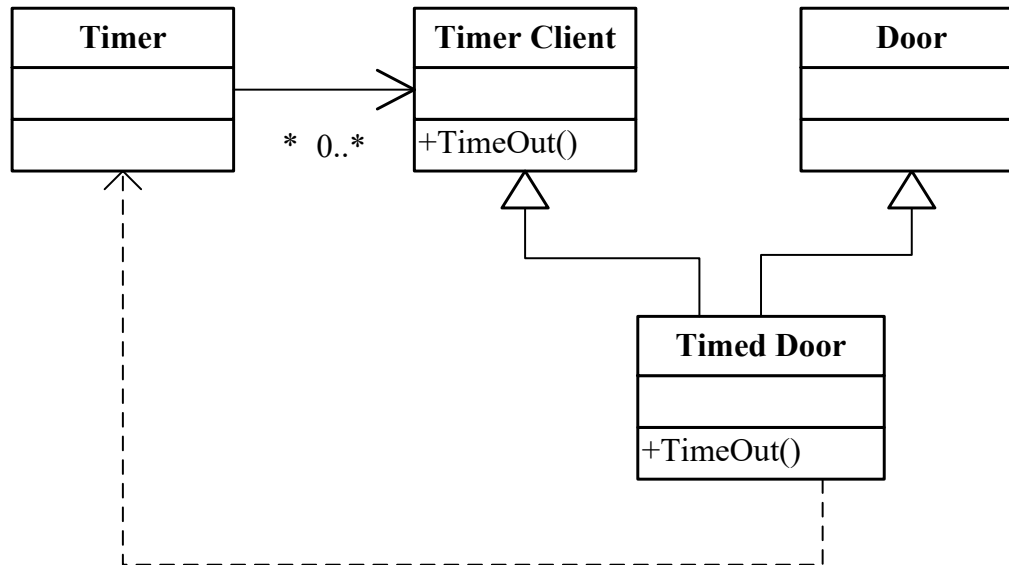 Timer
Timer Client
Door
* 0..*
+TimeOut()
Timed Door
+TimeOut()